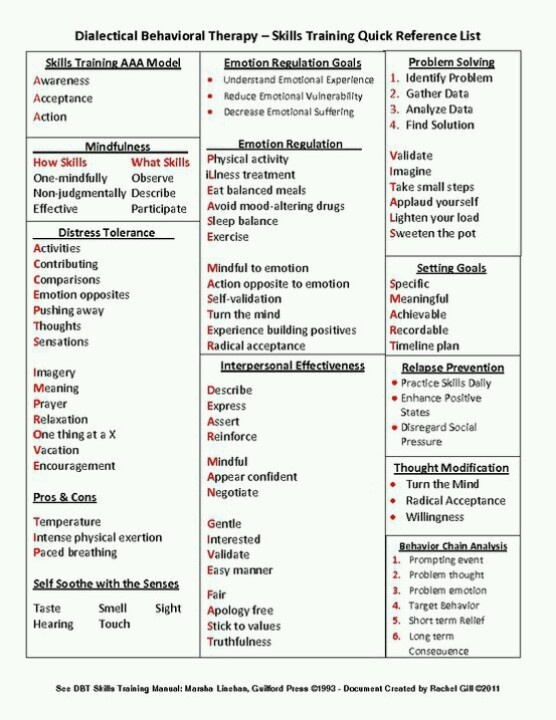 Dialectical Behavioral Therapy – Skills Training Quick Reference List
Skills Training AAA Model
Awareness
Acceptance
Action
Mindfulness
How Skills What Skills
One-mindfully Observe
Non-judgmentally Describe
Effective Participate
Distress Tolerance
Activities
Contributing
Comparisons
Emotion opposites
Pushing away
Thoughts
Sensations
Imagery
Meaning
Prayer
Relaxation
One thing at a X
Vacation
Encouragement
Pros & Cons
Temperature
Intense physical exertion
Paced breathing
Self Soothe with the Senses
Taste Smell Sight
Hearing Touch
Emotion Regulation Goals
• Understand Emotional Experience
• Reduce Emotional Vulnerability
• Decrease Emotional Suffering
Emotion Regulation
Physical activity
iLlness treatment
Eat balanced meals
Avoid mood-altering drugs
Sleep balance
Exercise
Mindful to emotion
Action opposite to emotion
Self-validation
Turn the mind
Experience building positives
Radical acceptance
Interpersonal Effectiveness
Describe
Express
Assert
Reinforce
Mindful
Appear confident
Negotiate
Gentle
Interested
Validate
Easy manner
Fair
Apology free
Stick to values
Truthfulness
Problem Solving
1. Identify Problem
2. Gather Data
3. Analyze Data
4. Find Solution
Validate
Imagine
Take small steps
Applaud yourself
Lighten your load
Sweeten the pot
Setting Goals
Specific
Meaningful
Achievable
Recordable
Timeline plan
Relapse Prevention
• Practice Skills Daily
• Enhance Positive
States
• Disregard Social
Pressure
Thought Modification
• Turn the Mind
• Radical Acceptance
• Willingness
Behavior Chain Analysis
1. Prompting event
2. Problem thought
3. Problem emotion
4. Target Behavior
5. Short term Relief
6. Long term
Consequence
See DBT Skills Training Manual: Marsha Linehan, Guilford Press ©1993 - Document Created by Rachel Gill ©2011